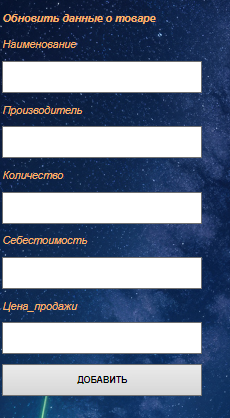 Обновить данные о товаре
Наименование
Производитель
Количество
Себестоимость
Цена_продажи
ДОБАВИТЬ